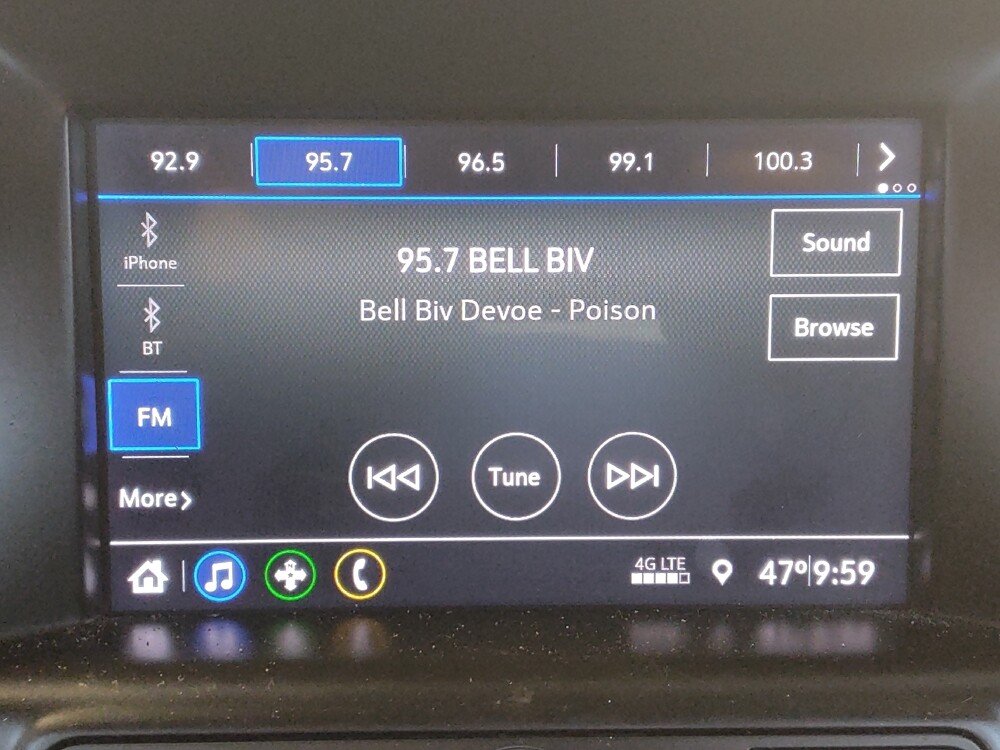 92.9 95.7 96.5 99.1 100.3
iPhone
BT
FM
More
95.7 BELL BIV
Bell Biv Devoe - Poison
Sound
Browse
Tune
4G LTE
47° 9:59